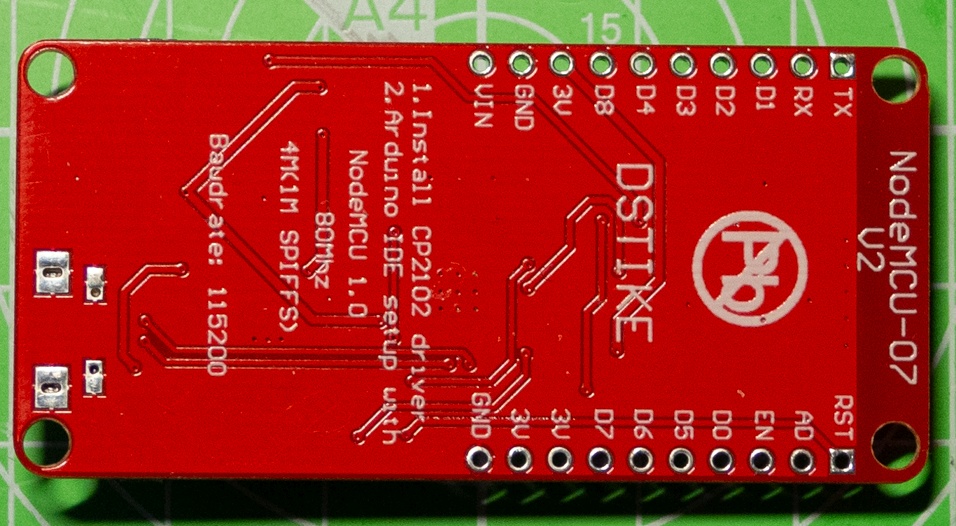 A4
15
VIN
GND
3V
D8
D4
D3
D2
D1
RX
TX
NodeMCU-07
V2
Pb
DSTIKE
1.Install CP2102 driver
2.Arduino IDE setup with
NodeMCU 1.0
80Mhz
4M(1M SPIFFS)
Baudrate: 115200
GND
3V
3V
D7
D6
D5
D0
EN
AD
RST